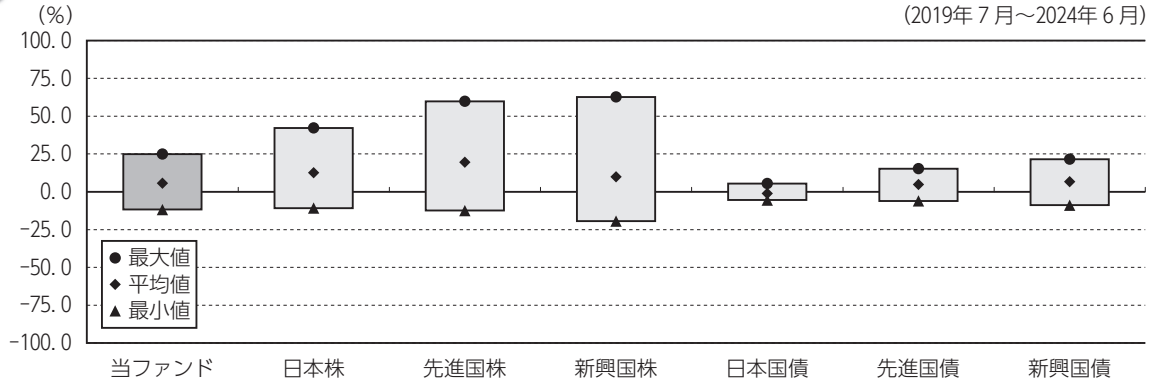 (%)
(2019年7月～2024年6月)
100.0
75.0
50.0
25.0
0.0
-25.0
-50.0
-75.0
-100.0
● 最大値
◆ 平均値
▲ 最小値
当ファンド 日本株 先進国株 新興国株 日本国債 先進国債 新興国債